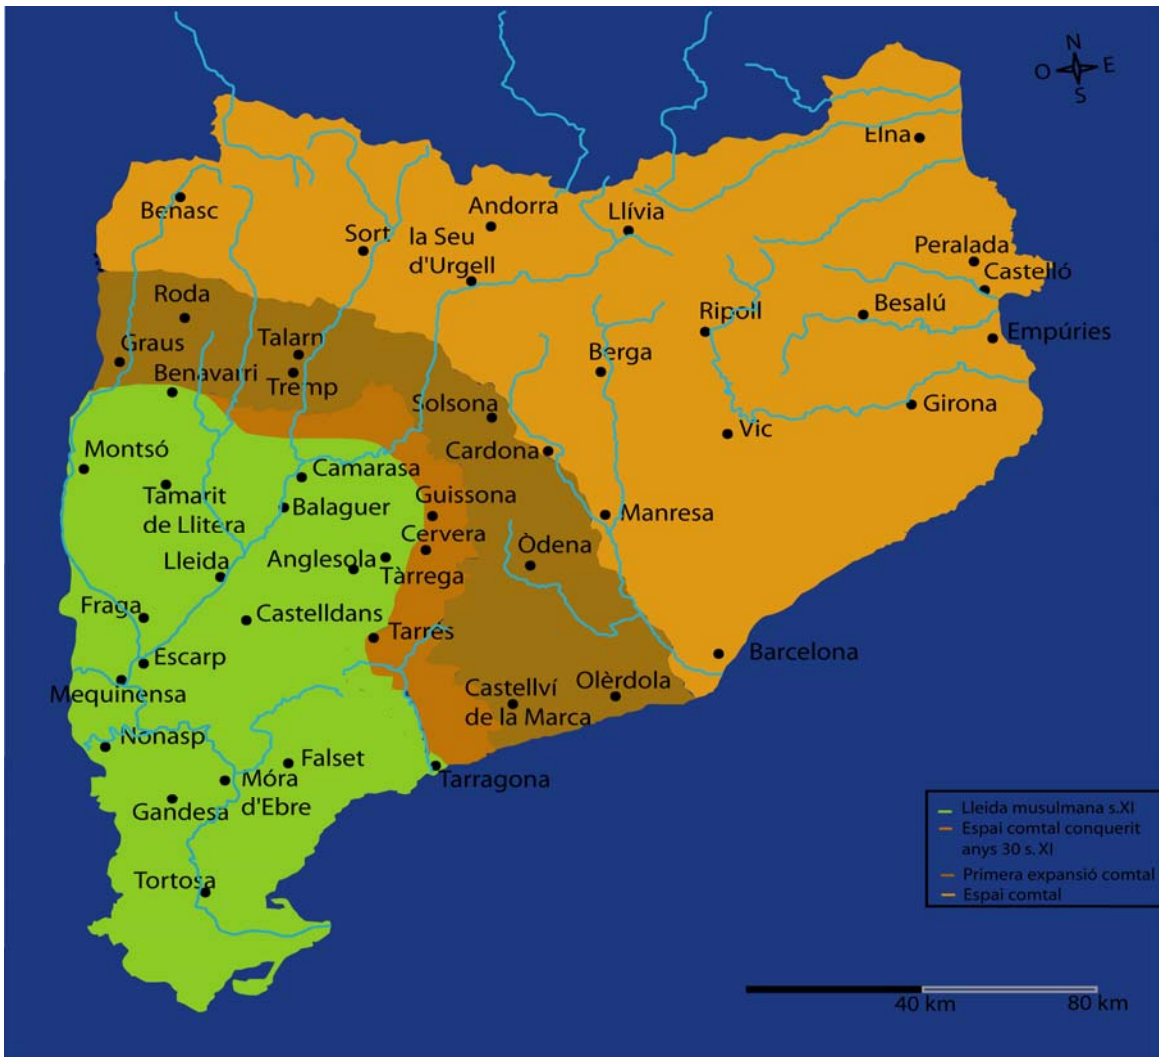 N
O
E
S
Elna
Benasc
Andorra
Llívia
Sort
la Seu
d'Urgell
Peralada
Castelló
Roda
Besalú
Ripoll
Talarn
Empúries
Graus
Berga
Benavarri
Tremp
Solsona
Girona
Vic
Cardona
Montsó
Camarasa
Tamarit
de Llitera
Guissona
Balaguer
Manresa
Cervera
Òdena
Lleida
Anglesola
Tàrrega
Fraga
Castelldans
Tarrés
Escarp
Barcelona
Mequinensa
Castellví
de la Marca
Olèrdola
Nonasp
Falset
Tarragona
Móra
d'Ebre
Gandesa
Tortosa
Lleida musulmana s.XI
Espai comtal conquerit
anys 30 s. XI
Primera expansió comtal
Espai comtal
40 km
80 km